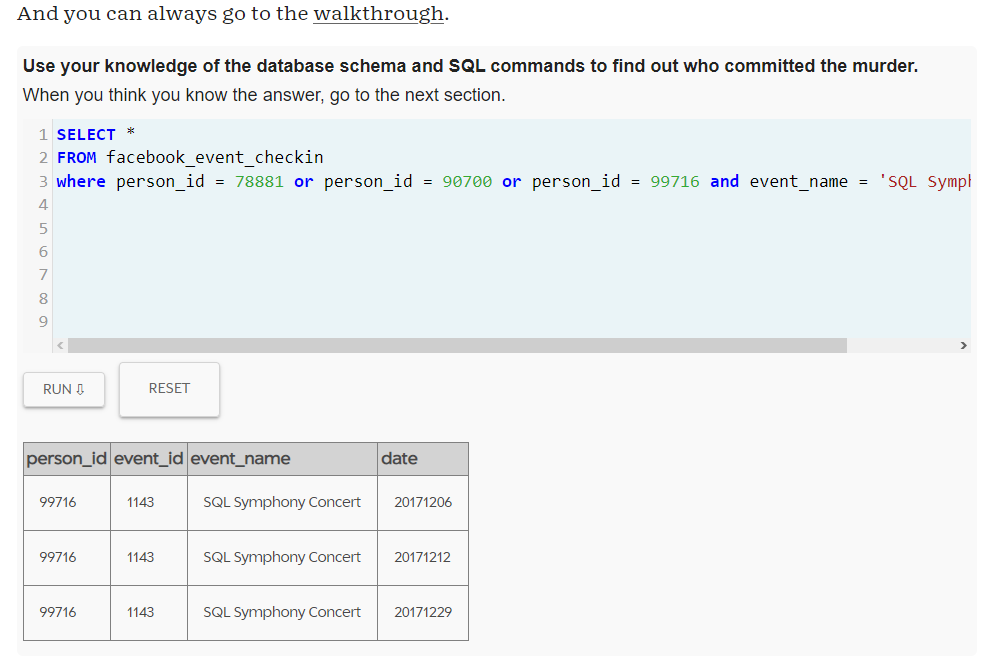 And you can always go to the walkthrough.
Use your knowledge of the database schema and SQL commands to find out who committed the murder.
When you think you know the answer, go to the next section.
1 SELECT *
2 FROM facebook_event_checkin
3 where person_id = 78881 or person_id = 90700 or person_id = 99716 and event_name = 'SQL Symph
4
5
6
7
8
9
RUN ⇩ RESET
person_id event_id event_name date
99716 1143 SQL Symphony Concert 20171206
99716 1143 SQL Symphony Concert 20171212
99716 1143 SQL Symphony Concert 20171229